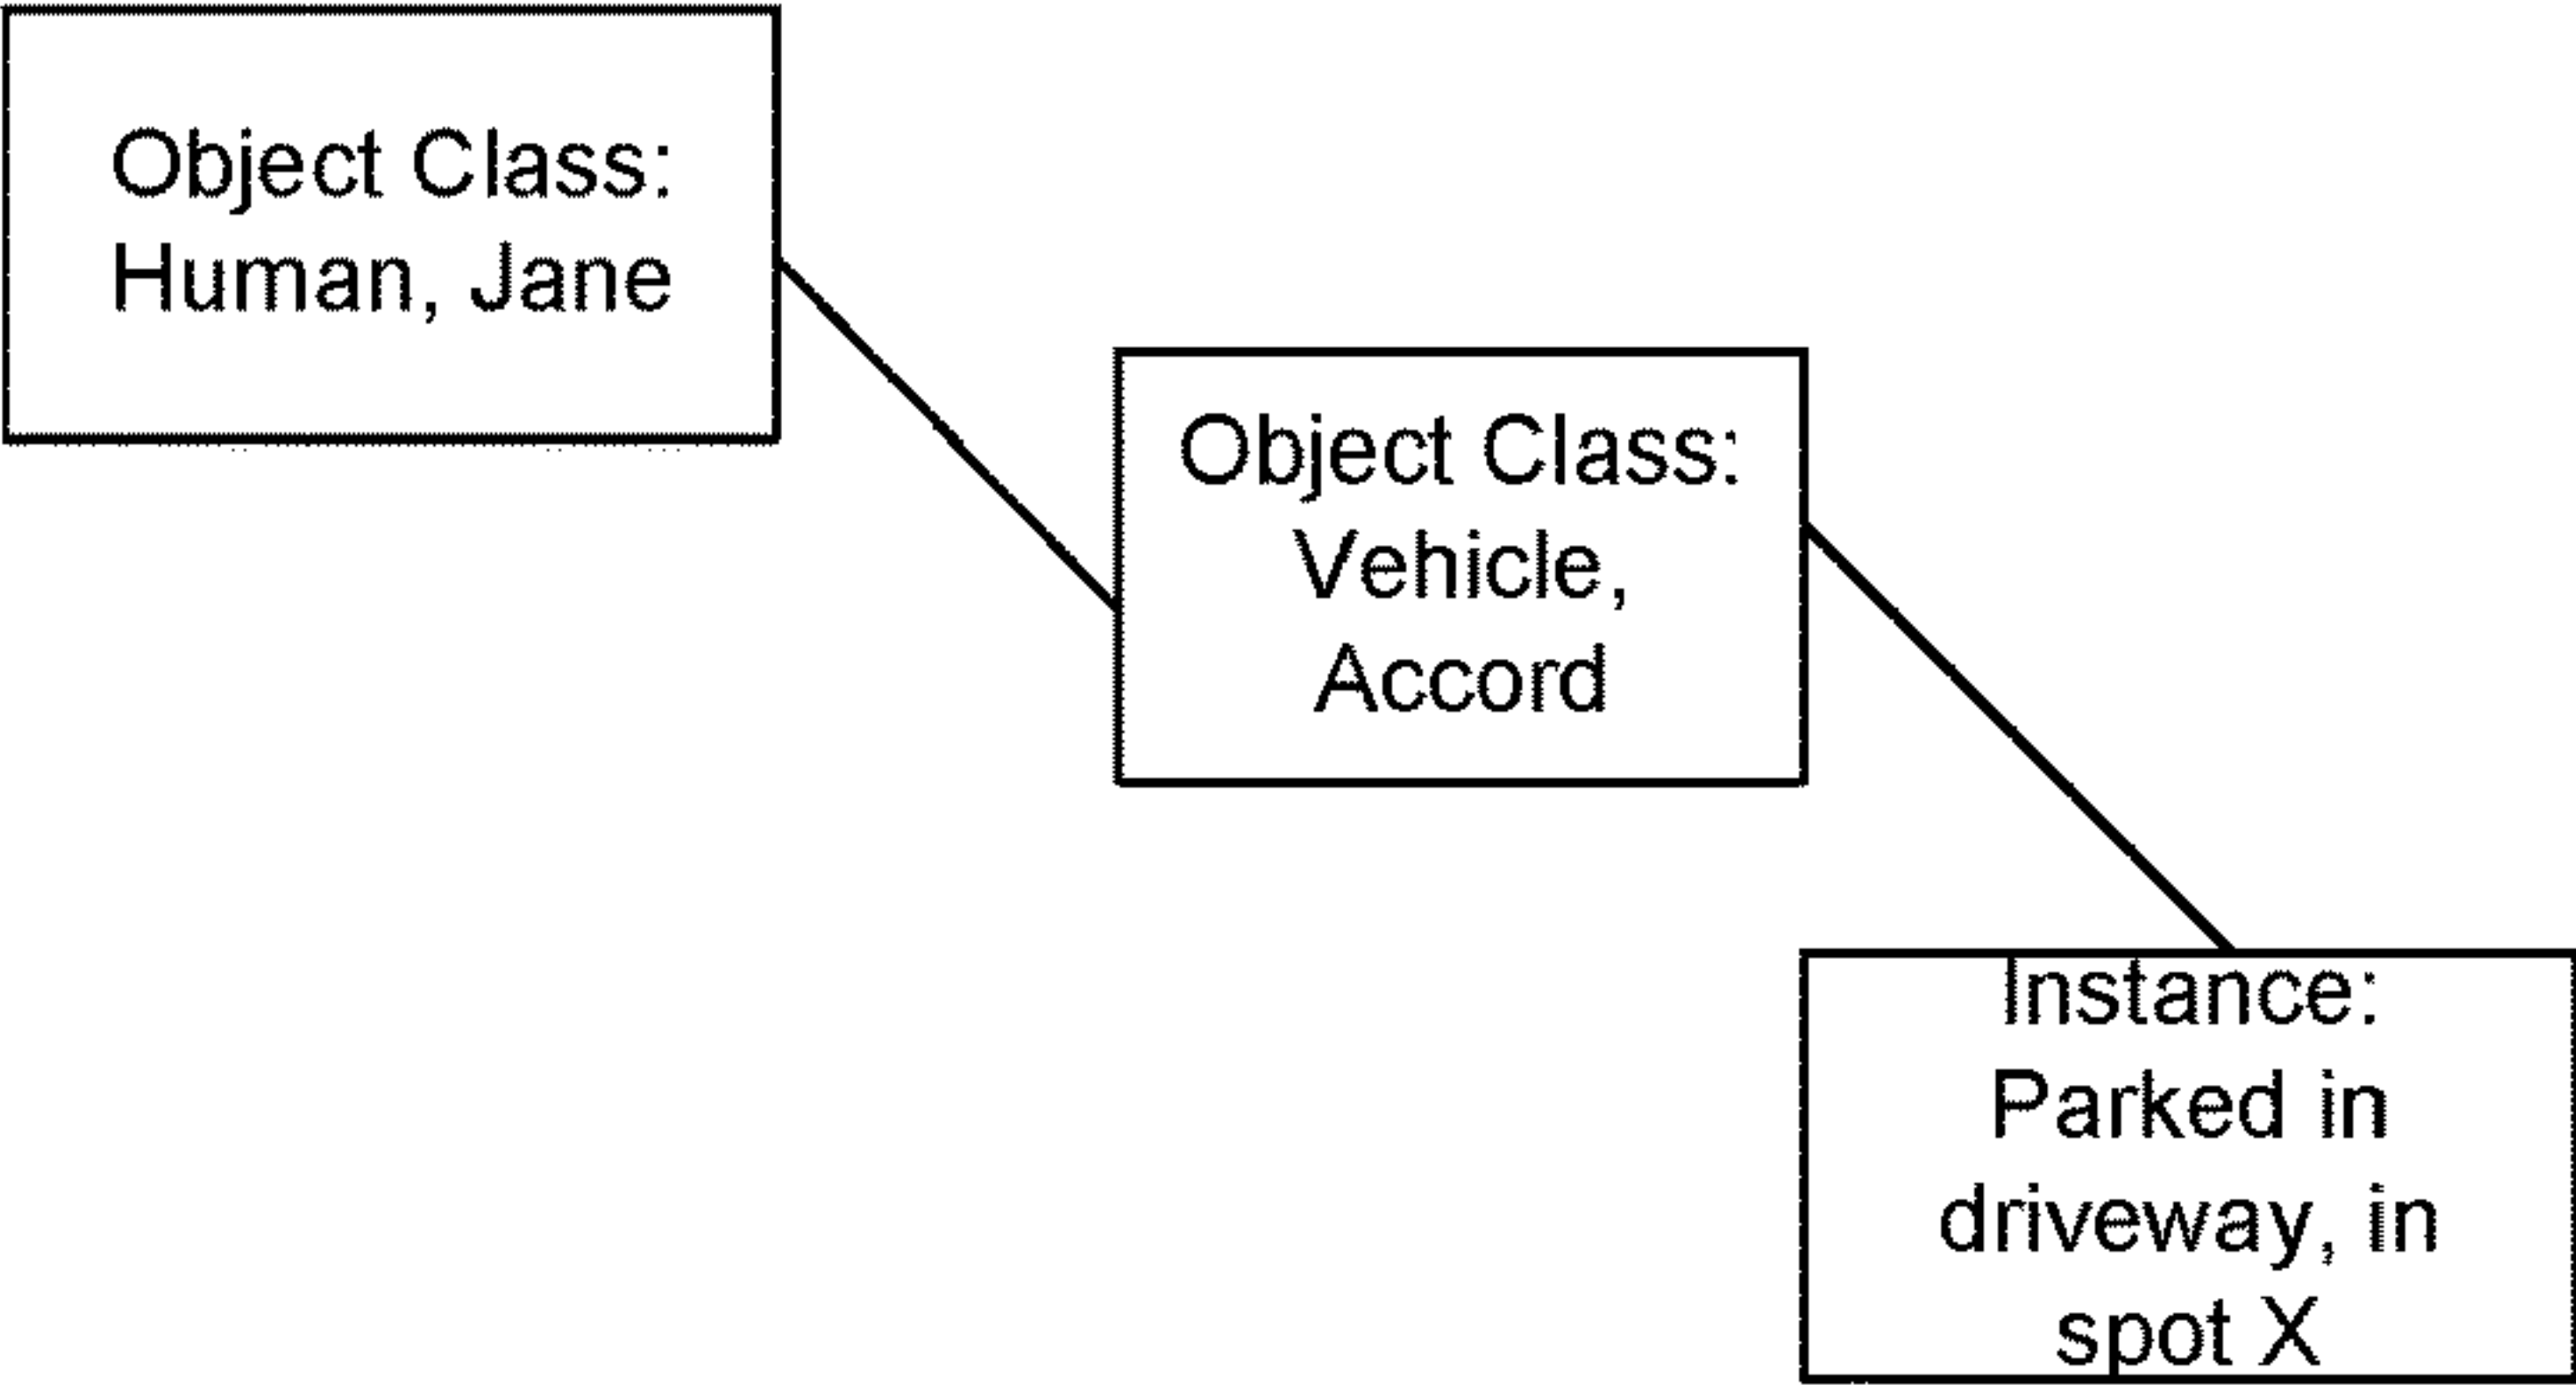 Object Class:
Human, Jane
Object Class:
Vehicle,
Accord
Instance:
Parked in
driveway, in
spot X